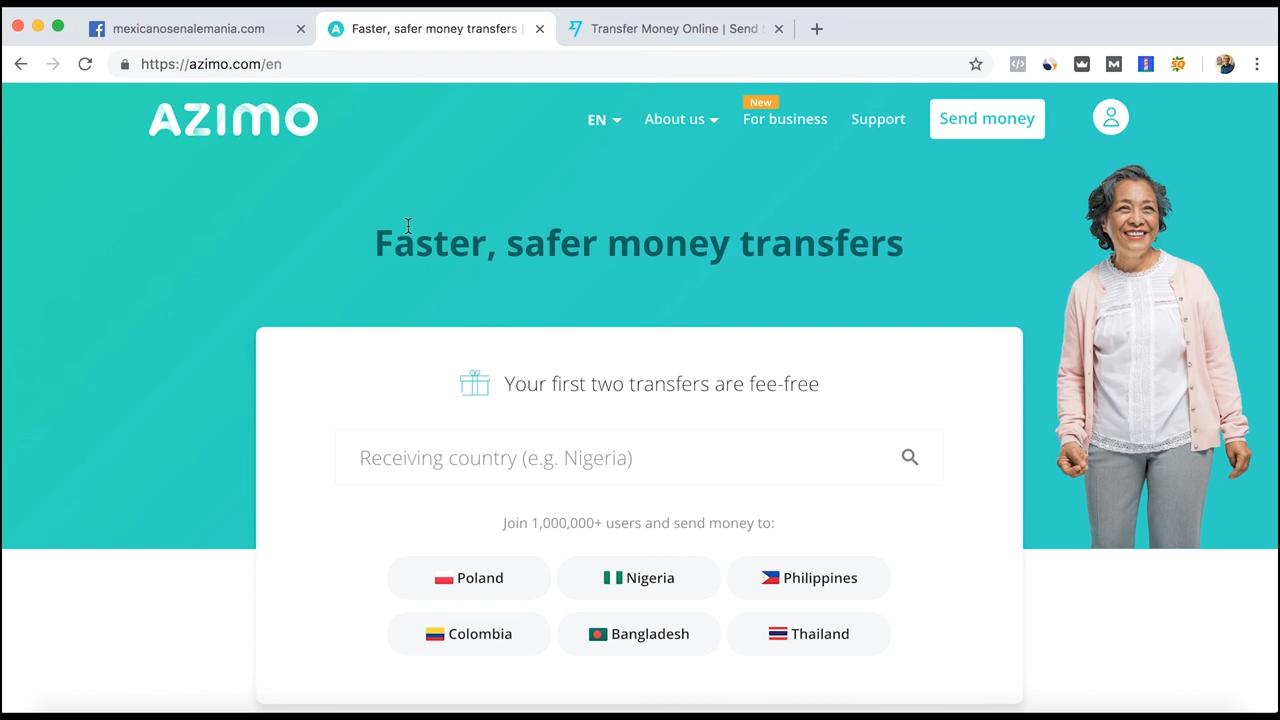 mexicanosenalemania.com
Faster, safer money transfers |
Transfer Money Online | Send
https://azimo.com/en
AZIMO
EN
About us
New
For business
Support
Send money
Faster, safer money transfers
Your first two transfers are fee-free
Receiving country (e.g. Nigeria)
Join 1,000,000+ users and send money to:
Poland
Nigeria
Philippines
Colombia
Bangladesh
Thailand